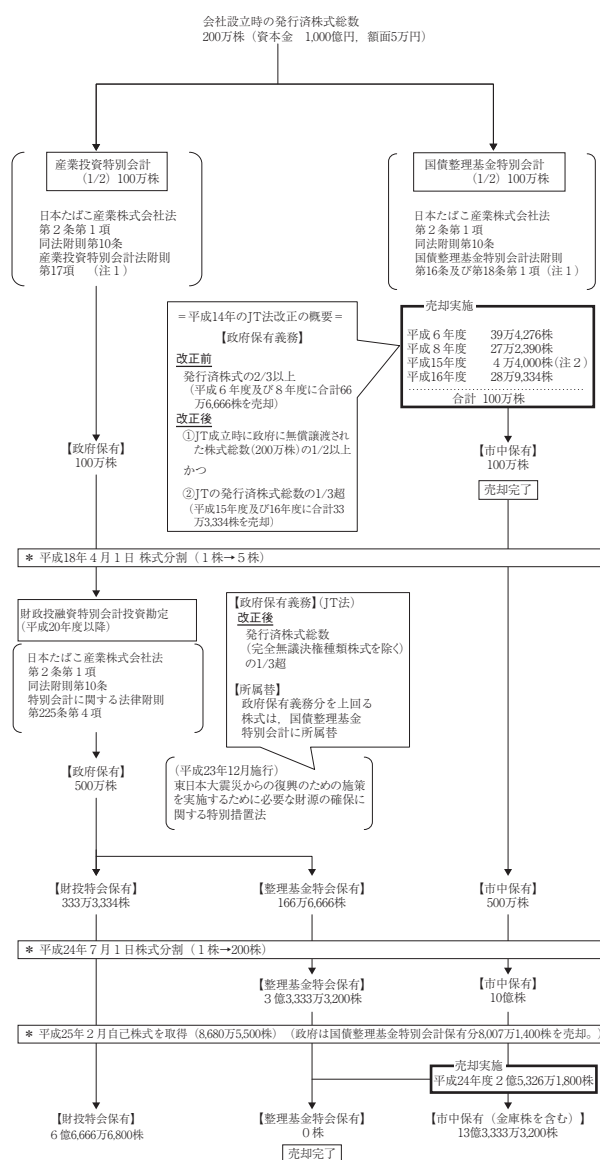 会社設立時の発行済株式総数
200万株（資本金　1,000億円，額面5万円）
産業投資特別会計
（1/2）100万株
日本たばこ産業株式会社法
第２条第１項
同法附則第10条
産業投資特別会計法附則
第17項　（注１）
国債整理基金特別会計
（1/2）100万株
日本たばこ産業株式会社法
第２条第１項
同法附則第10条
国債整理基金特別会計法附則
第16条及び第18条第１項（注１）
＝平成14年のJT法改正の概要＝
【政府保有義務】
改正前
発行済株式の2/3以上
（平成６年度及び８年度に合計66
万6,666株を売却）
改正後
①JT成立時に政府に無償譲渡され
た株式総数（200万株）の1/2以上
かつ
②JTの発行済株式総数の1/3超
（平成15年度及び16年度に合計33
万3,334株を売却）
売却実施
平成６年度　39万4,276株
平成８年度　27万2,390株
平成15年度　４万4,000株（注２）
平成16年度　28万9,334株
合計 100万株
【政府保有】
100万株
【市中保有】
100万株
売却完了
＊ 平成18年４月１日 株式分割（１株→５株）
財政投融資特別会計投資勘定
（平成20年度以降）
日本たばこ産業株式会社法
第２条第１項
同法附則第10条
特別会計に関する法律附則
第225条第４項
【政府保有義務】（JT法）
改正後
発行済株式総数
（完全無議決権種類株式を除く）
の1/3超
【所属替】
政府保有義務分を上回る
株式は，国債整理基金
特別会計に所属替
【政府保有】
500万株
（平成23年12月施行）
東日本大震災からの復興のための施策
を実施するために必要な財源の確保に
関する特別措置法
【財投特会保有】
333万3,334株
【整理基金特会保有】
166万6,666株
【市中保有】
500万株
＊ 平成24年７月１日株式分割（１株→200株）
【整理基金特会保有】
３億3,333万3,200株
【市中保有】
10億株
＊ 平成25年２月自己株式を取得（8,680万5,500株）（政府は国債整理基金特別会計保有分8,007万1,400株を売却。）
売却実施
平成24年度２億5,326万1,800株
【財投特会保有】
６億6,666万6,800株
【整理基金特会保有】
０株
売却完了
【市中保有（金庫株を含む）】
13億3,333万3,200株